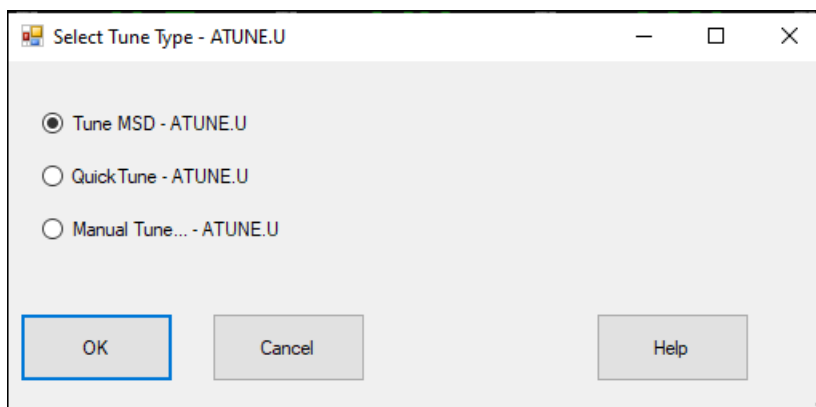 Select Tune Type - ATUNE.U
Tune MSD - ATUNE.U
QuickTune - ATUNE.U
Manual Tune... - ATUNE.U
OK Cancel Help